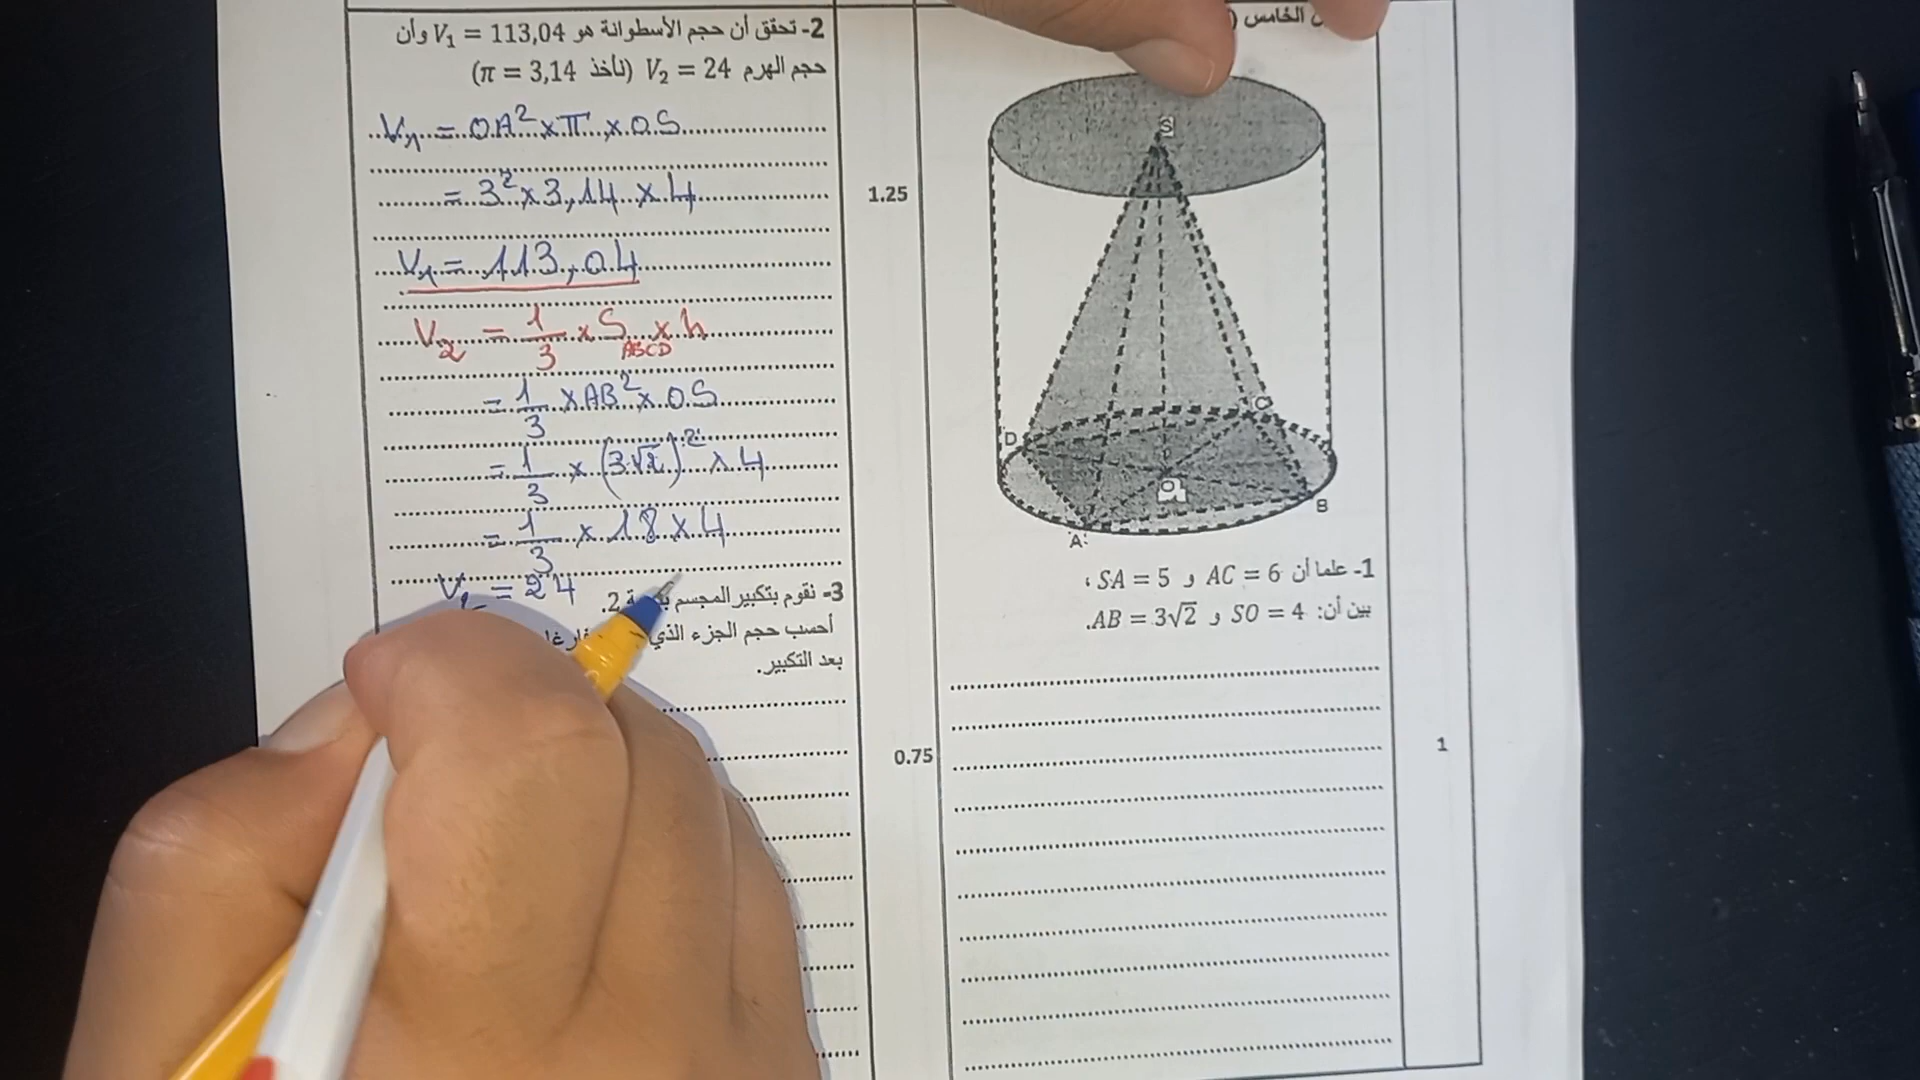 الخامس
S
D
C
O
B
A
1- علما أن AC = 6 و SA = 5 ،
بين أن: SO = 4 و AB = 3√2.
1
2- تحقق أن حجم الأسطوانة هو V₁ = 113,04 وأن
حجم الهرم V₂ = 24 (نأخذ π = 3,14)
V₁ = OA² × π × OS
= 3² × 3,14 × 4
1.25
V₁ = 113,04
V₂ = 1/3 × S_ABCD × h
= 1/3 × AB² × OS
= 1/3 × (3√2)² × 4
= 1/3 × 18 × 4
V₂ = 24
3- نقوم بتكبير المجسم 2.
أحسب حجم الجزء الذي
بعد التكبير.
0.75